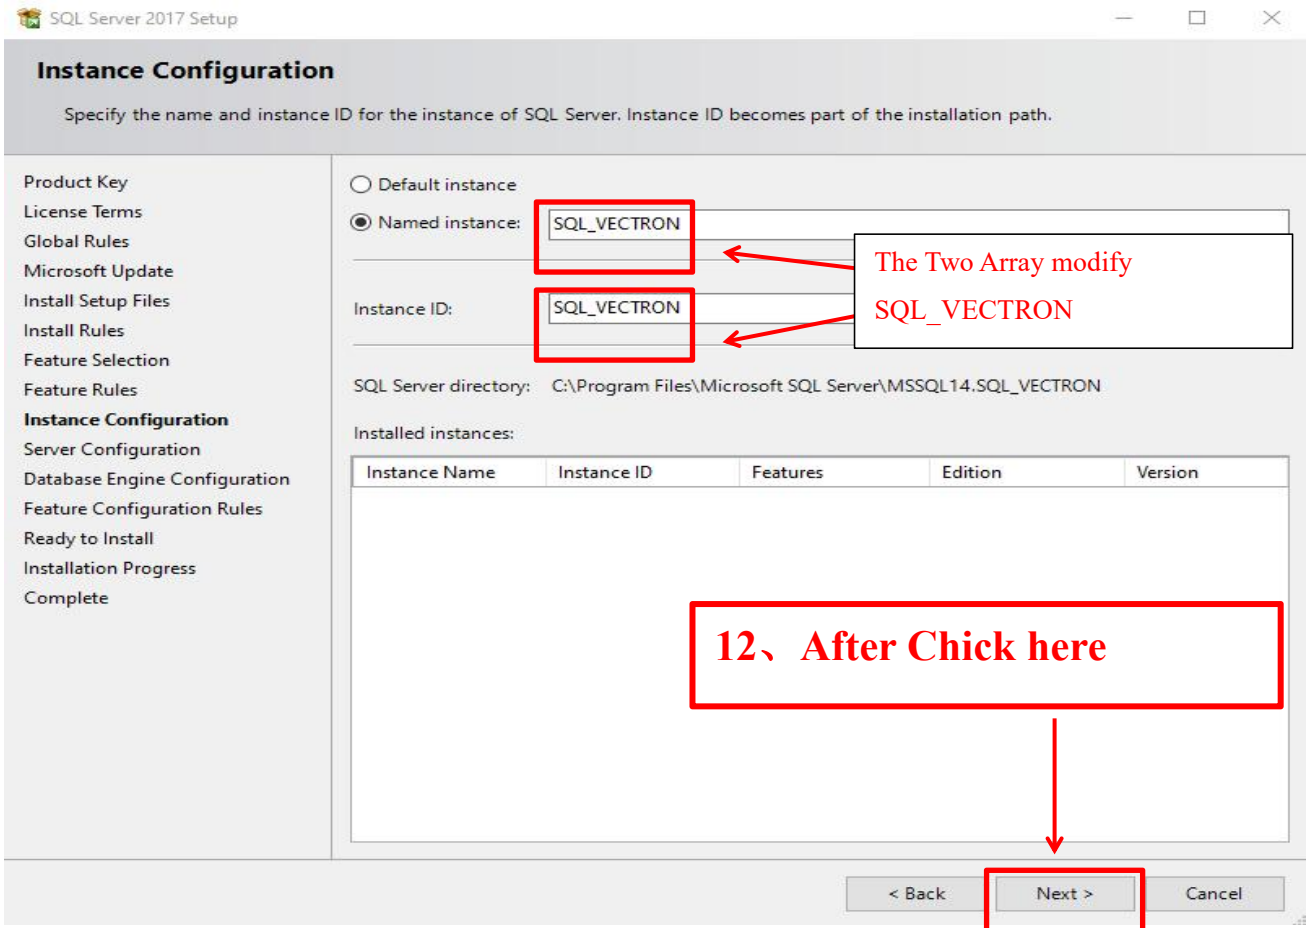 SQL Server 2017 Setup
Instance Configuration
Specify the name and instance ID for the instance of SQL Server. Instance ID becomes part of the installation path.
Product Key
License Terms
Global Rules
Microsoft Update
Install Setup Files
Install Rules
Feature Selection
Feature Rules
Instance Configuration
Server Configuration
Database Engine Configuration
Feature Configuration Rules
Ready to Install
Installation Progress
Complete
Default instance
Named instance: SQL_VECTRON
The Two Array modify
SQL_VECTRON
Instance ID: SQL_VECTRON
SQL Server directory: C:\Program Files\Microsoft SQL Server\MSSQL14.SQL_VECTRON
Installed instances:
Instance Name Instance ID Features Edition Version
12、After Chick here
< Back Next > Cancel